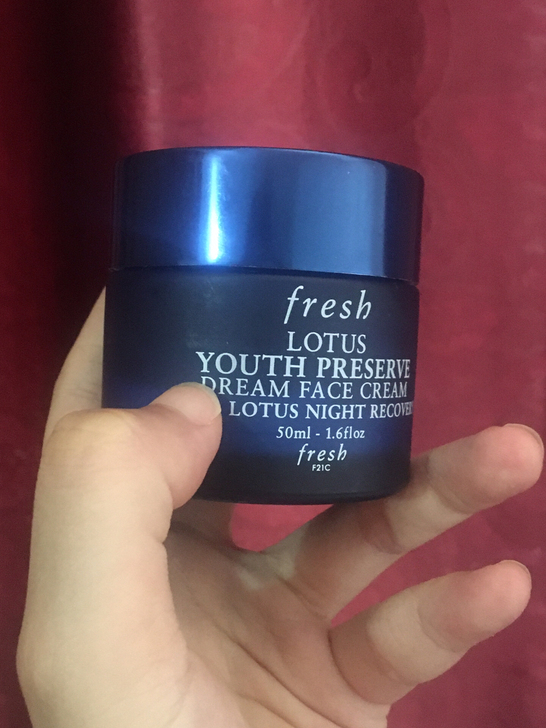 fresh
LOTUS
YOUTH PRESERVE
DREAM FACE CREAM
LOTUS NIGHT RECOVER
50ml - 1.6floz
fresh
F21C